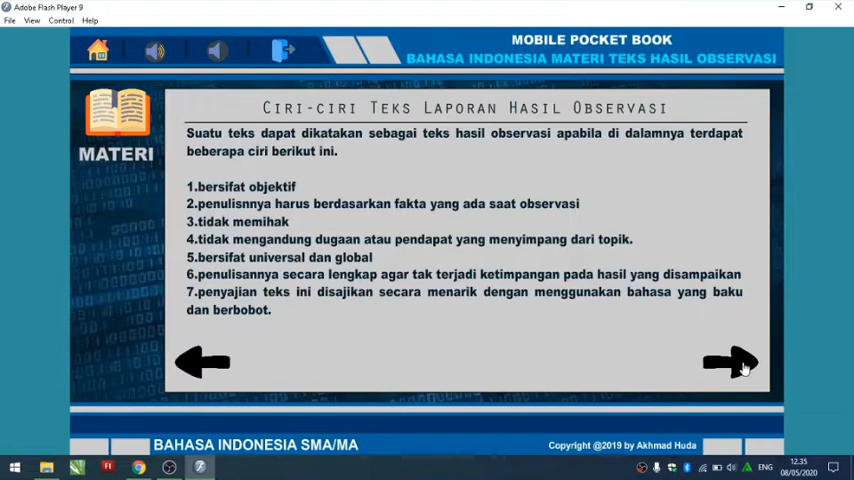 Adobe Flash Player 9
File View Control Help
MOBILE POCKET BOOK
BAHASA INDONESIA MATERI TEKS HASIL OBSERVASI
MATERI
Ciri-ciri Teks Laporan Hasil Observasi
Suatu teks dapat dikatakan sebagai teks hasil observasi apabila di dalamnya terdapat
beberapa ciri berikut ini.
1.bersifat objektif
2.penulisnnya harus berdasarkan fakta yang ada saat observasi
3.tidak memihak
4.tidak mengandung dugaan atau pendapat yang menyimpang dari topik.
5.bersifat universal dan global
6.penulisannya secara lengkap agar tak terjadi ketimpangan pada hasil yang disampaikan
7.penyajian teks ini disajikan secara menarik dengan menggunakan bahasa yang baku
dan berbobot.
BAHASA INDONESIA SMA/MA
Copyright @2019 by Akhmad Huda
ENG
12.35
08/05/2020